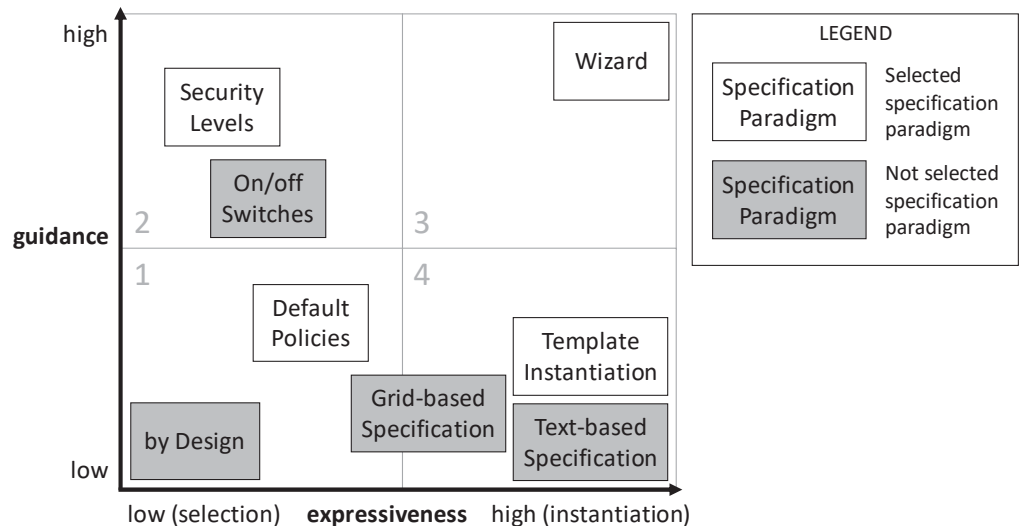 high
Wizard
Security
Levels
On/off
Switches
2
3
guidance
1
4
Default
Policies
Template
Instantiation
Grid-based
Specification
by Design
Text-based
Specification
low
low (selection)
expressiveness
high (instantiation)
LEGEND
Specification
Paradigm
Selected
specification
paradigm
Specification
Paradigm
Not selected
specification
paradigm